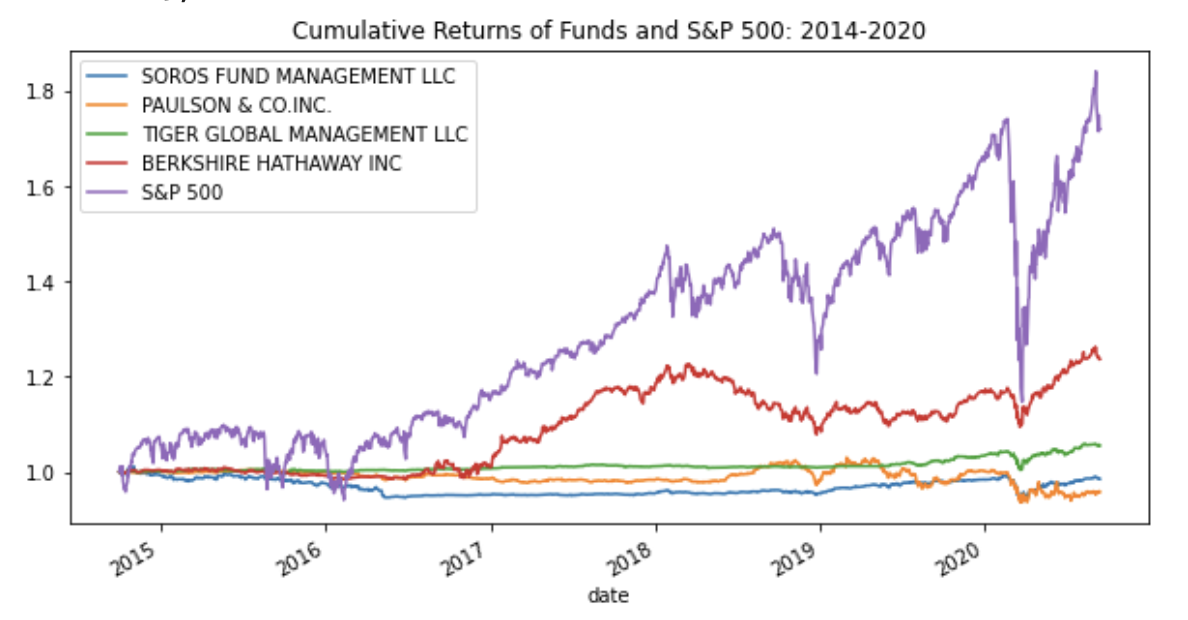 Cumulative Returns of Funds and S&P 500: 2014-2020
SOROS FUND MANAGEMENT LLC
PAULSON & CO.INC.
TIGER GLOBAL MANAGEMENT LLC
BERKSHIRE HATHAWAY INC
S&P 500
1.8
1.6
1.4
1.2
1.0
2015
2016
2017
2018
2019
2020
date